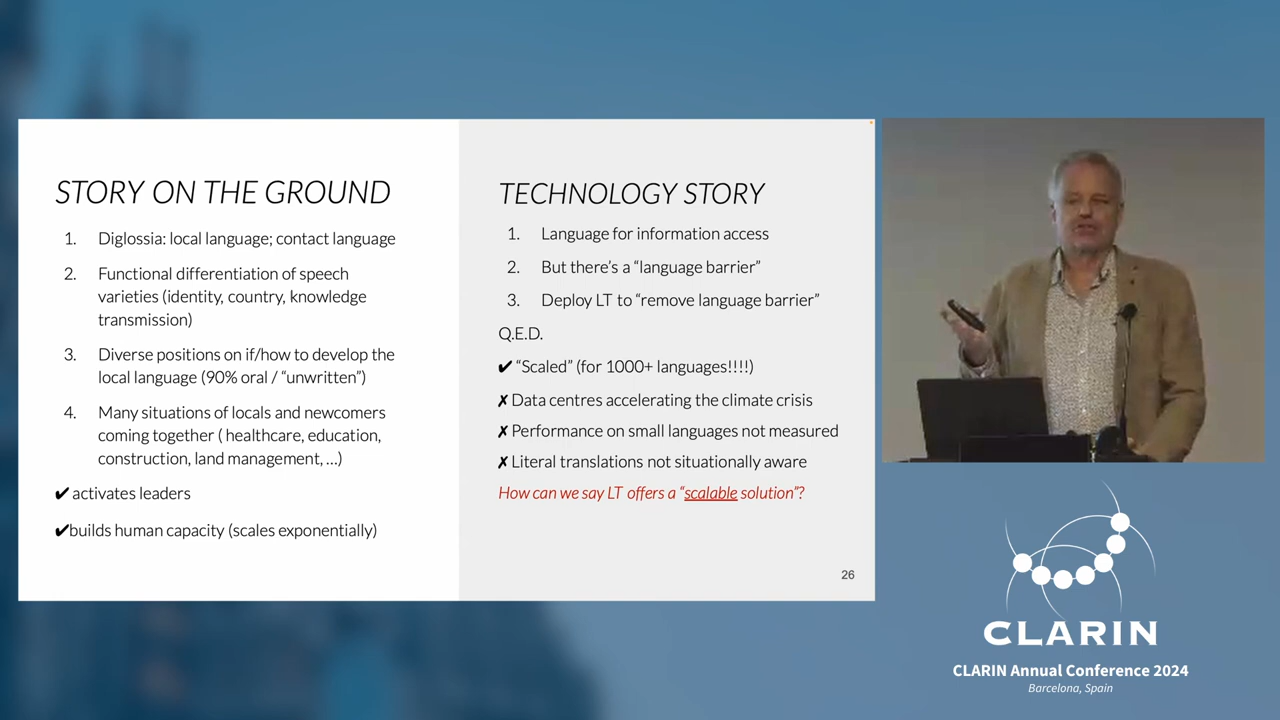 STORY ON THE GROUND
1. Diglossia: local language; contact language
2. Functional differentiation of speech
varieties (identity, country, knowledge
transmission)
3. Diverse positions on if/how to develop the
local language (90% oral / “unwritten”)
4. Many situations of locals and newcomers
coming together ( healthcare, education,
construction, land management, ...)
✔ activates leaders
✔builds human capacity (scales exponentially)
TECHNOLOGY STORY
1. Language for information access
2. But there’s a “language barrier”
3. Deploy LT to “remove language barrier”
Q.E.D.
✔ “Scaled” (for 1000+ languages!!!!)
✗ Data centres accelerating the climate crisis
✗ Performance on small languages not measured
✗ Literal translations not situationally aware
How can we say LT offers a “scalable solution”?
26
CLARIN
CLARIN Annual Conference 2024
Barcelona, Spain